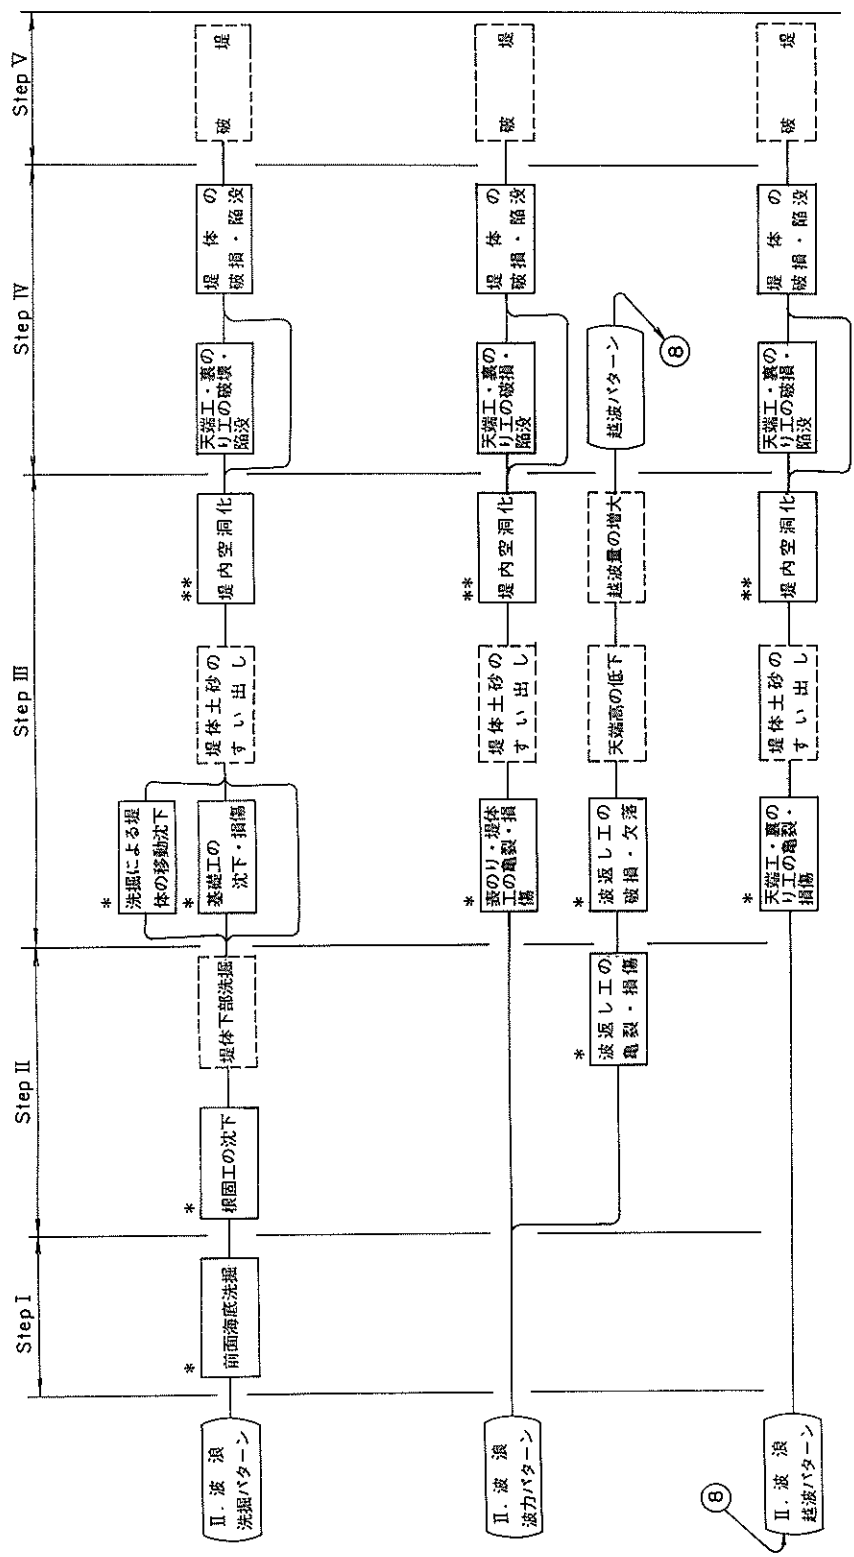 Step I
Step II
Step III
Step IV
Step V
II. 波 浪
洗掘パターン
*
前面海底洗掘
*
根固工の沈下
堤体下部洗掘
*
洗掘による堤
体の移動沈下
*
基礎工の
沈下・損傷
堤体土砂の
すい出し
**
堤内空洞化
天端工・裏の
り工の破壊・
陥没
堤体の
破損・陥没
破 堤
II. 波 浪
波力パターン
*
表のり・堤体
工の亀裂・損
傷
堤体土砂の
すい出し
**
堤内空洞化
天端工・裏の
り工の破損・
陥没
堤体の
破損・陥没
破 堤
*
波返し工の
亀裂・損傷
*
波返し工の
破損・欠落
天端高の低下
越波量の増大
越波パターン
8
8
II. 波 浪
越波パターン
*
天端工・裏の
り工の亀裂・
損傷
堤体土砂の
すい出し
**
堤内空洞化
天端工・裏の
り工の破損・
陥没
堤体の
破損・陥没
破 堤